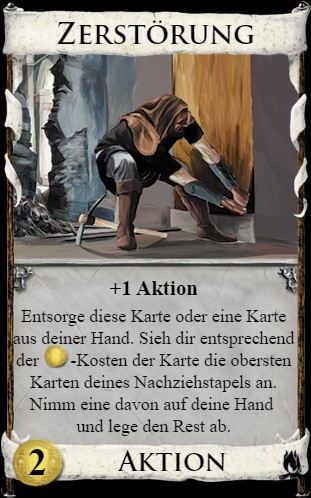 ZERSTÖRUNG
+1 Aktion
Entsorge diese Karte oder eine Karte
aus deiner Hand. Sieh dir entsprechend
der -Kosten der Karte die obersten
Karten deines Nachziehstapels an.
Nimm eine davon auf deine Hand
und lege den Rest ab.
2 AKTION